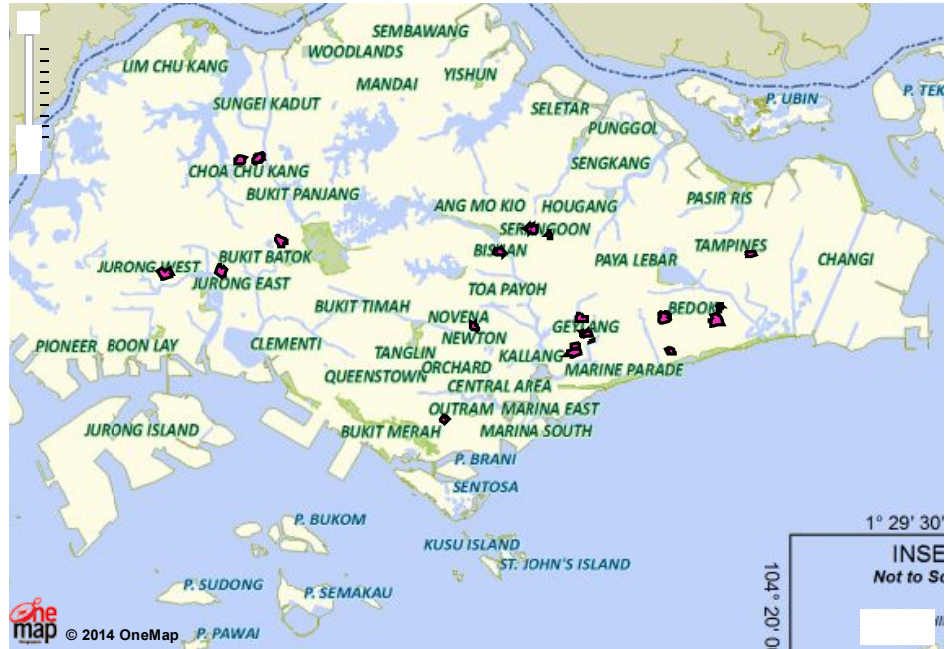 SEMBAWANG
WOODLANDS
LIM CHU KANG
YISHUN
MANDAI
P. UBIN
P. TEK
SUNGEI KADUT
SELETAR
PUNGGOL
SENGKANG
CHOA CHU KANG
BUKIT PANJANG
PASIR RIS
ANG MO KIO
HOUGANG
SERANGOON
BISHAN
TAMPINES
BUKIT BATOK
PAYA LEBAR
CHANGI
JURONG WEST
JURONG EAST
TOA PAYOH
BUKIT TIMAH
BEDOK
NOVENA
GEYLANG
NEWTON
PIONEER
BOON LAY
CLEMENTI
TANGLIN
KALLANG
ORCHARD
MARINE PARADE
QUEENSTOWN
CENTRAL AREA
OUTRAM
MARINA EAST
JURONG ISLAND
BUKIT MERAH
MARINA SOUTH
P. BRANI
SENTOSA
P. BUKOM
1° 29' 30'
KUSU ISLAND
INSE
ST. JOHN'S ISLAND
Not to Sc
104° 20' 0
P. SUDONG
P. SEMAKAU
one
map
© 2014 OneMap
P. PAWAI